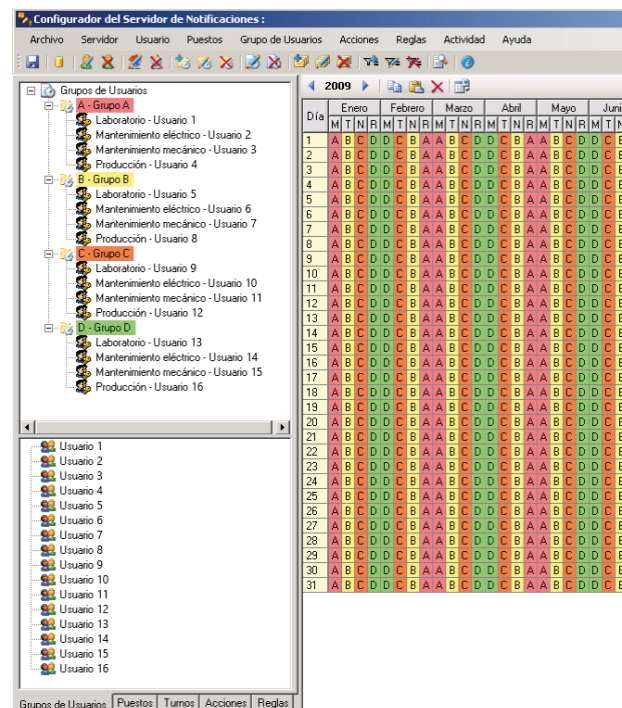 Configurador del Servidor de Notificaciones :
Archivo Servidor Usuario Puestos Grupo de Usuarios Acciones Reglas Actividad Ayuda
Grupos de Usuarios
A - Grupo A
Laboratorio - Usuario 1
Mantenimiento eléctrico - Usuario 2
Mantenimiento mecánico - Usuario 3
Producción - Usuario 4
B - Grupo B
Laboratorio - Usuario 5
Mantenimiento eléctrico - Usuario 6
Mantenimiento mecánico - Usuario 7
Producción - Usuario 8
C - Grupo C
Laboratorio - Usuario 9
Mantenimiento eléctrico - Usuario 10
Mantenimiento mecánico - Usuario 11
Producción - Usuario 12
D - Grupo D
Laboratorio - Usuario 13
Mantenimiento eléctrico - Usuario 14
Mantenimiento mecánico - Usuario 15
Producción - Usuario 16
Usuario 1
Usuario 2
Usuario 3
Usuario 4
Usuario 5
Usuario 6
Usuario 7
Usuario 8
Usuario 9
Usuario 10
Usuario 11
Usuario 12
Usuario 13
Usuario 14
Usuario 15
Usuario 16
Grupos de Usuarios Puestos Turnos Acciones Reglas
2009
Día Enero Febrero Marzo Abril Mayo Juni
M T N R M T N R M T N R M T N R M T N R M T
1 A B C D D C B A A B C D D C B A A B C D D C
2 A B C D D C B A A B C D D C B A A B C D D C
3 A B C D D C B A A B C D D C B A A B C D D C
4 A B C D D C B A A B C D D C B A A B C D D C
5 A B C D D C B A A B C D D C B A A B C D D C
6 A B C D D C B A A B C D D C B A A B C D D C
7 A B C D D C B A A B C D D C B A A B C D D C
8 A B C D D C B A A B C D D C B A A B C D D C
9 A B C D D C B A A B C D D C B A A B C D D C
10 A B C D D C B A A B C D D C B A A B C D D C
11 A B C D D C B A A B C D D C B A A B C D D C
12 A B C D D C B A A B C D D C B A A B C D D C
13 A B C D D C B A A B C D D C B A A B C D D C
14 A B C D D C B A A B C D D C B A A B C D D C
15 A B C D D C B A A B C D D C B A A B C D D C
16 A B C D D C B A A B C D D C B A A B C D D C
17 A B C D D C B A A B C D D C B A A B C D D C
18 A B C D D C B A A B C D D C B A A B C D D C
19 A B C D D C B A A B C D D C B A A B C D D C
20 A B C D D C B A A B C D D C B A A B C D D C
21 A B C D D C B A A B C D D C B A A B C D D C
22 A B C D D C B A A B C D D C B A A B C D D C
23 A B C D D C B A A B C D D C B A A B C D D C
24 A B C D D C B A A B C D D C B A A B C D D C
25 A B C D D C B A A B C D D C B A A B C D D C
26 A B C D D C B A A B C D D C B A A B C D D C
27 A B C D D C B A A B C D D C B A A B C D D C
28 A B C D D C B A A B C D D C B A A B C D D C
29 A B C D D C B A A B C D D C B A A B C D D C
30 A B C D D C B A A B C D D C B A A B C D D C
31 A B C D D C B A A B C D D C B A A B C D D C